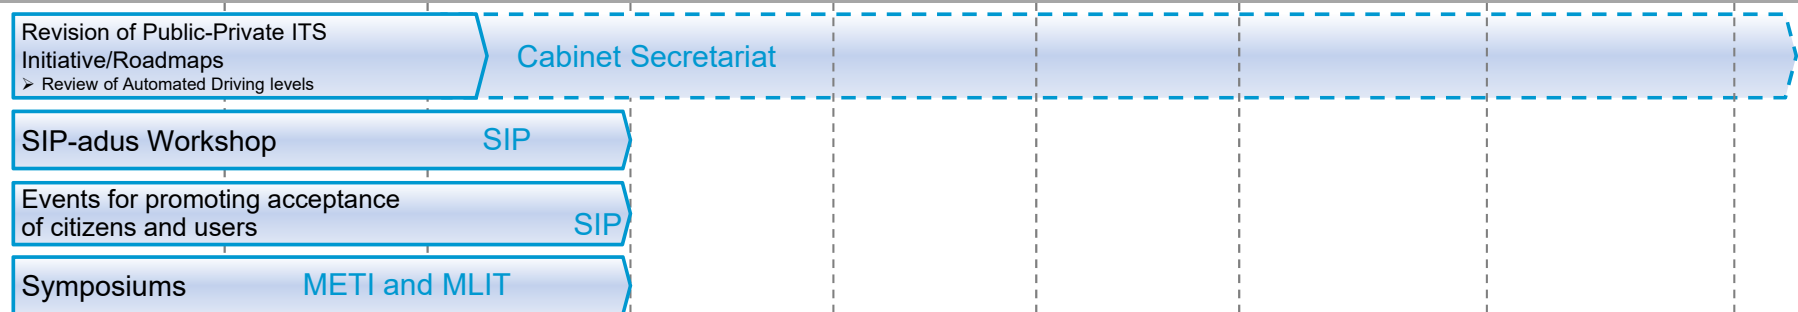 Revision of Public-Private ITS
Initiative/Roadmaps
➢ Review of Automated Driving levels
Cabinet Secretariat
SIP-adus Workshop
SIP
Events for promoting acceptance
of citizens and users
SIP
Symposiums
METI and MLIT